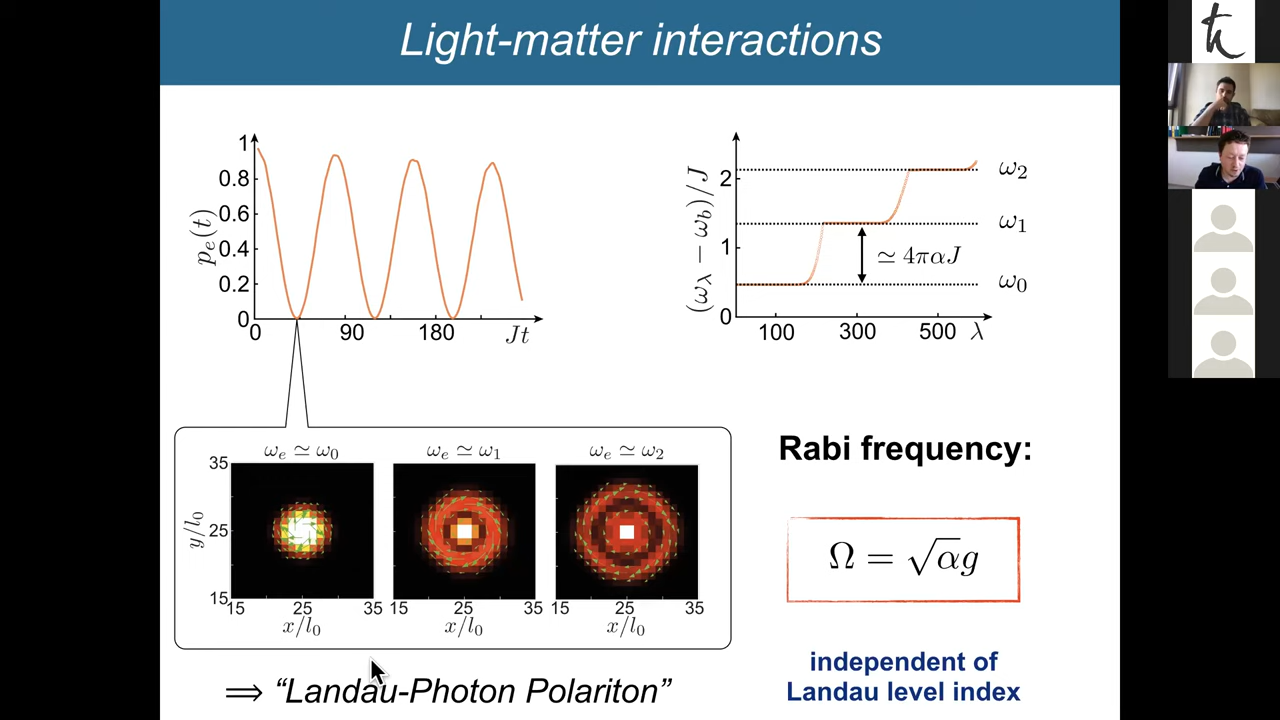 Light-matter interactions
1
0.8
0.6
0.4
0.2
0
p_e(t)
0
90
180
Jt
2
1
0
(ω_λ − ω_b)/J
ω_2
ω_1
≃ 4παJ
ω_0
100
300
500
λ
ω_e ≃ ω_0
ω_e ≃ ω_1
ω_e ≃ ω_2
35
25
15
y/l_0
15 25 35
15 25 35
15 25 35
x/l_0
x/l_0
x/l_0
Rabi frequency:
Ω = √αg
independent of
Landau level index
⟹ “Landau-Photon Polariton”